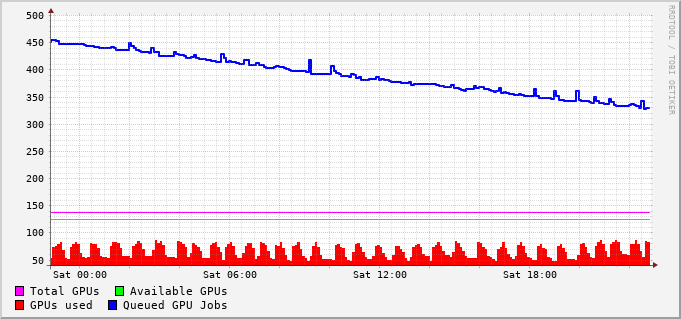 500
450
400
350
300
250
200
150
100
50
Sat 00:00 Sat 06:00 Sat 12:00 Sat 18:00
Total GPUs Available GPUs
GPUs used Queued GPU Jobs
RRDTOOL / TOBI OETIKER